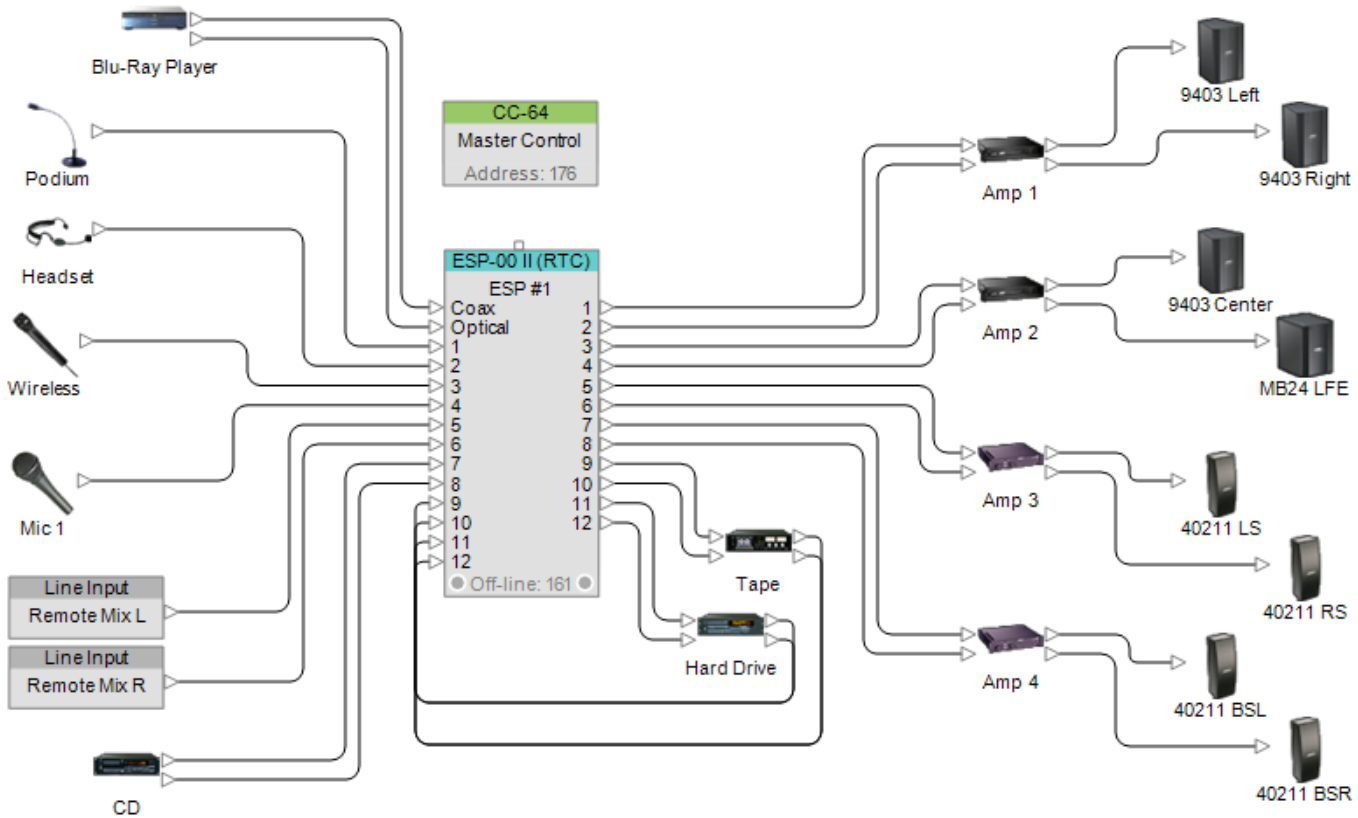 Blu-Ray Player
Podium
Headset
Wireless
Mic 1
Line Input
Remote Mix L
Line Input
Remote Mix R
CD
CC-64
Master Control
Address: 176
ESP-00 II (RTC)
ESP #1
Coax 1
Optical 2
1 3
2 4
3 5
4 6
5 7
6 8
7 9
8 10
9 11
10 12
11
12
Off-line: 161
Tape
Hard Drive
Amp 1
Amp 2
Amp 3
Amp 4
9403 Left
9403 Right
9403 Center
MB24 LFE
40211 LS
40211 RS
40211 BSL
40211 BSR